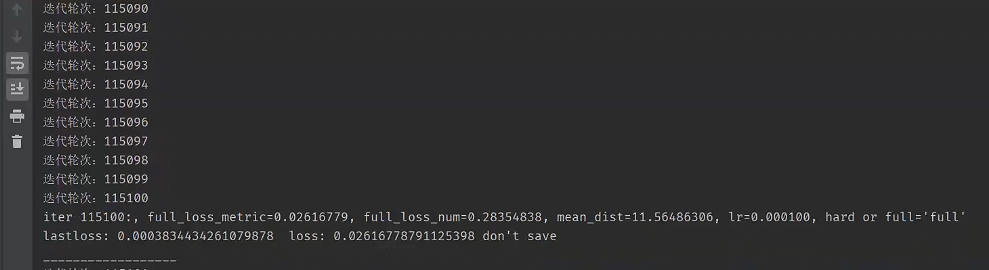 迭代轮次：115090
迭代轮次：115091
迭代轮次：115092
迭代轮次：115093
迭代轮次：115094
迭代轮次：115095
迭代轮次：115096
迭代轮次：115097
迭代轮次：115098
迭代轮次：115099
迭代轮次：115100
iter 115100:, full_loss_metric=0.02616779, full_loss_num=0.28354838, mean_dist=11.56486306, lr=0.000100, hard or full='full'
lastloss: 0.0003834434261079878  loss: 0.02616778791125398 don't save
__________________